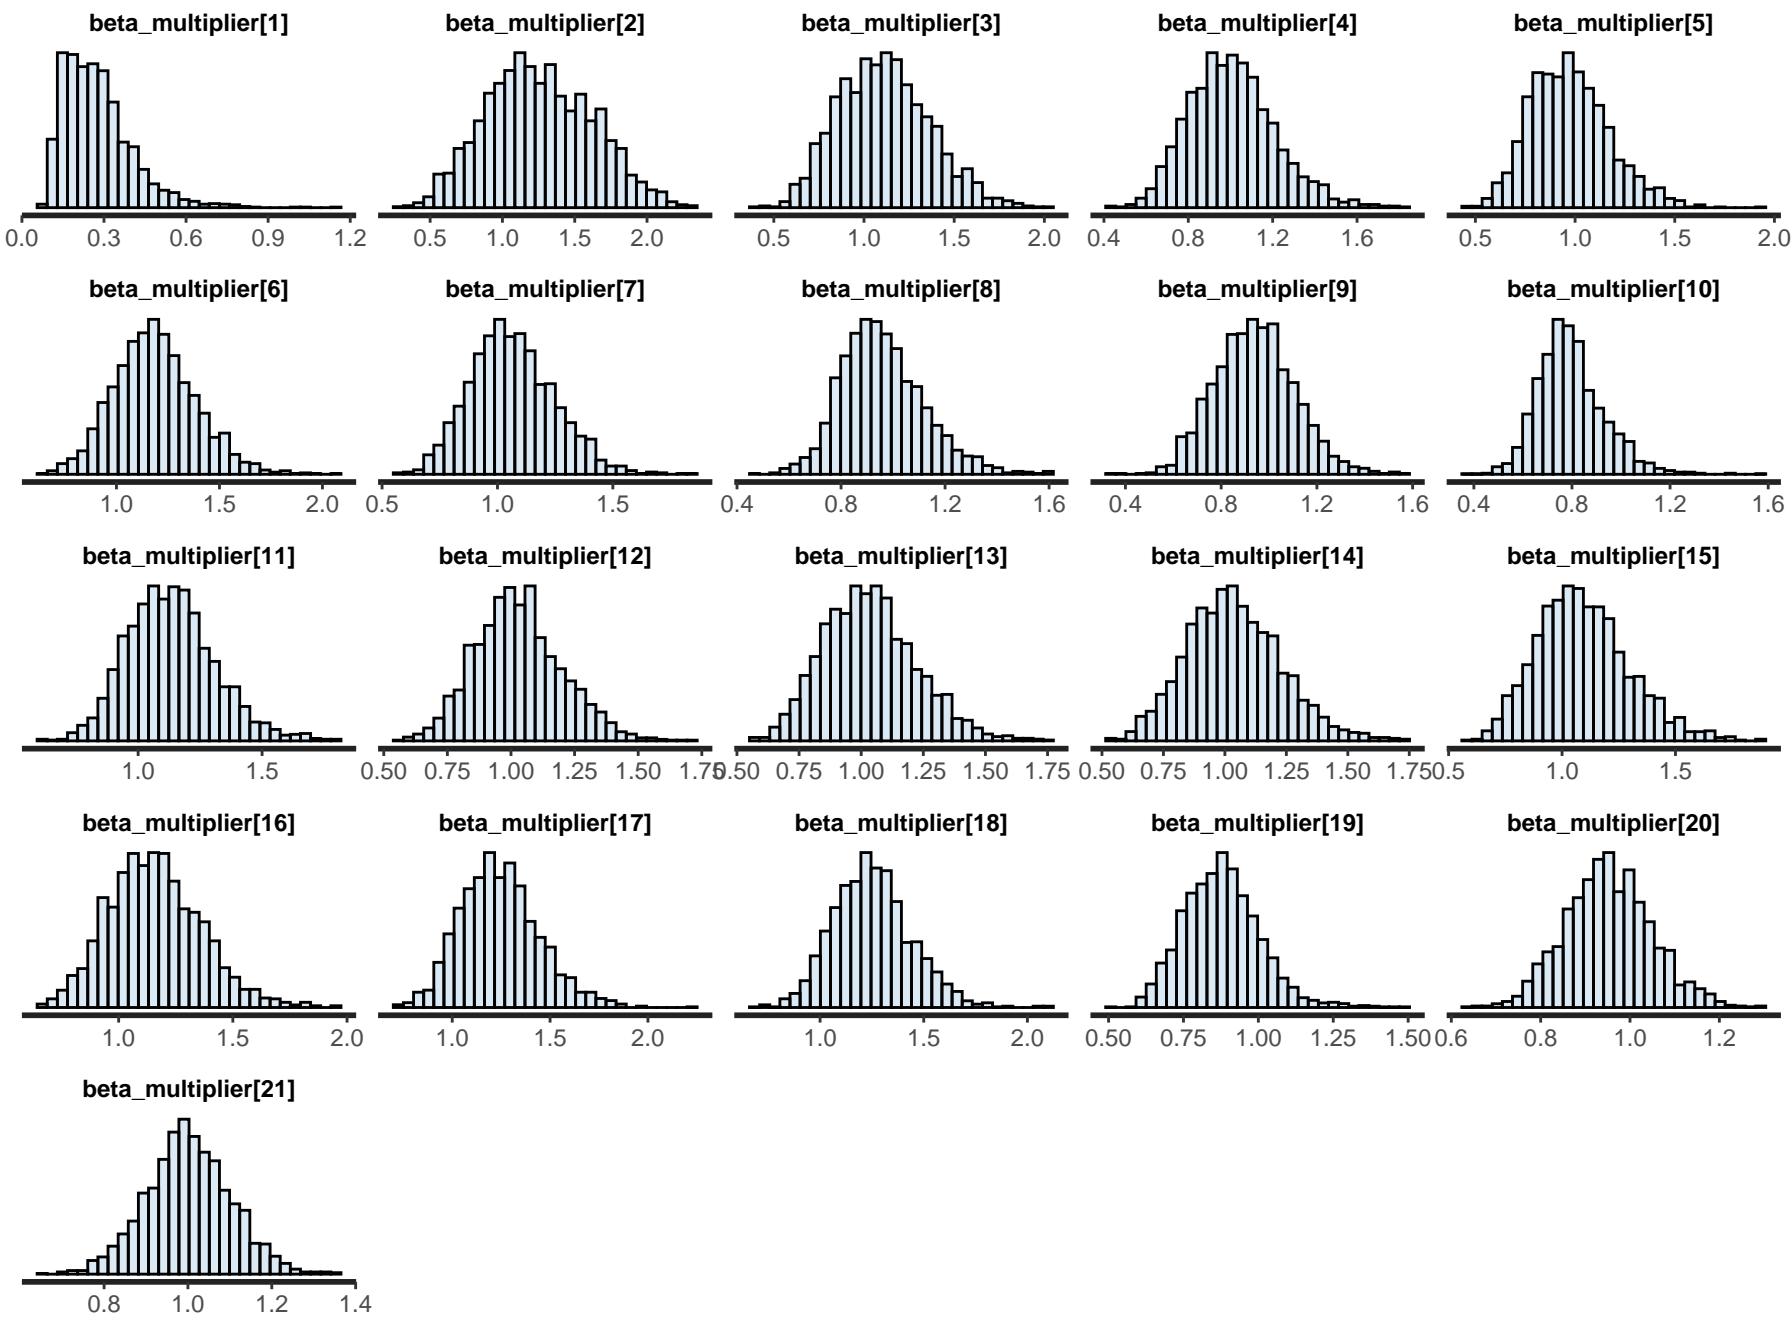 beta_multiplier[1] beta_multiplier[2] beta_multiplier[3] beta_multiplier[4] beta_multiplier[5]
0.0 0.3 0.6 0.9 1.2 0.5 1.0 1.5 2.0 0.5 1.0 1.5 2.0 0.4 0.8 1.2 1.6 0.5 1.0 1.5 2.0
beta_multiplier[6] beta_multiplier[7] beta_multiplier[8] beta_multiplier[9] beta_multiplier[10]
1.0 1.5 2.0 0.5 1.0 1.5 0.4 0.8 1.2 1.6 0.4 0.8 1.2 1.6 0.4 0.8 1.2 1.6
beta_multiplier[11] beta_multiplier[12] beta_multiplier[13] beta_multiplier[14] beta_multiplier[15]
1.0 1.5 0.50 0.75 1.00 1.25 1.50 1.75 0.50 0.75 1.00 1.25 1.50 1.75 0.50 0.75 1.00 1.25 1.50 1.75 0.5 1.0 1.5
beta_multiplier[16] beta_multiplier[17] beta_multiplier[18] beta_multiplier[19] beta_multiplier[20]
1.0 1.5 2.0 1.0 1.5 2.0 1.0 1.5 2.0 0.50 0.75 1.00 1.25 1.50 0.6 0.8 1.0 1.2
beta_multiplier[21]
0.8 1.0 1.2 1.4